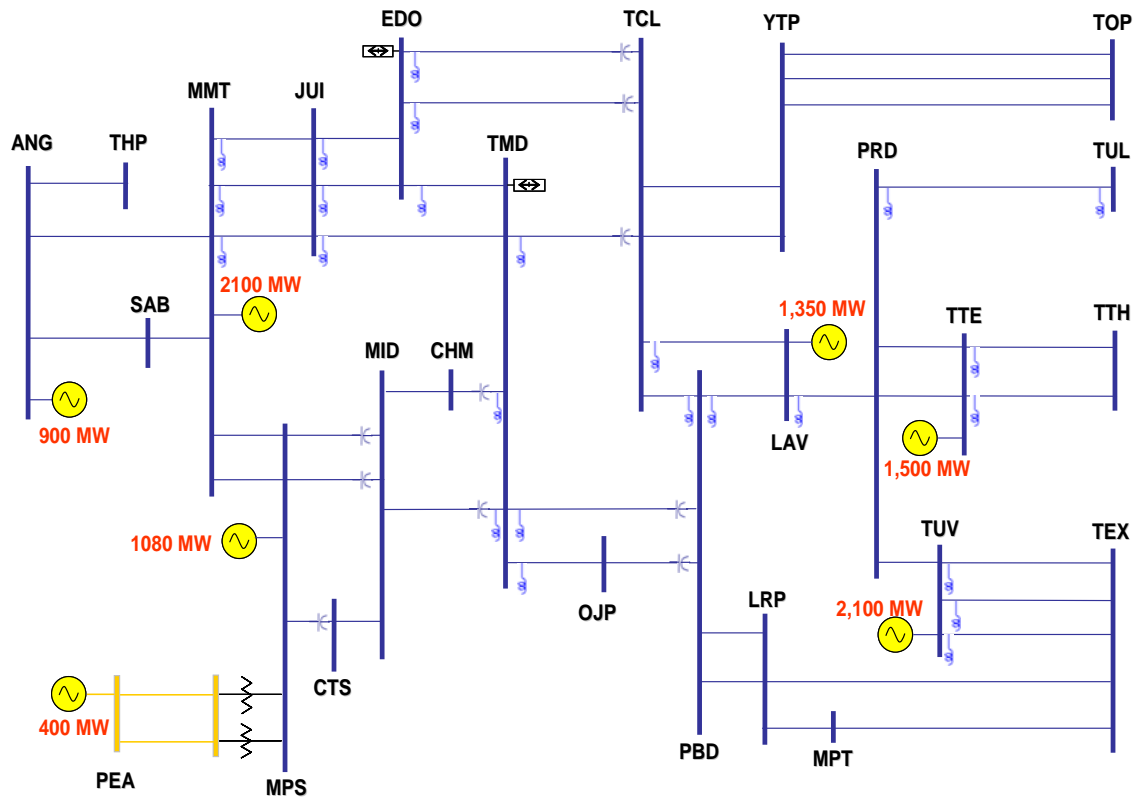 EDO
TCL
YTP
TOP
MMT
JUI
ANG
THP
TMD
PRD
TUL
2100 MW
SAB
1,350 MW
TTE
TTH
MID
CHM
900 MW
LAV
1,500 MW
1080 MW
TUV
TEX
OJP
LRP
2,100 MW
CTS
400 MW
PBD
MPT
PEA
MPS